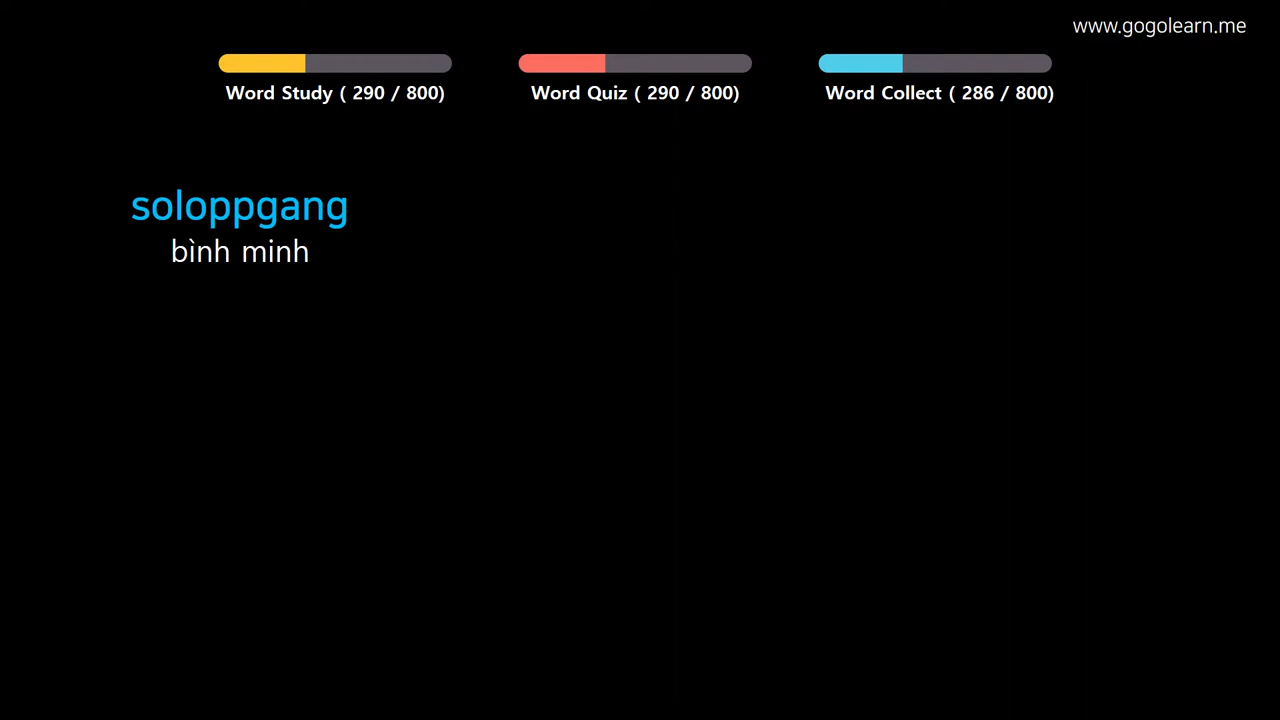 www.gogolearn.me
Word Study ( 290 / 800)
Word Quiz ( 290 / 800)
Word Collect ( 286 / 800)
soloppgang
bình minh